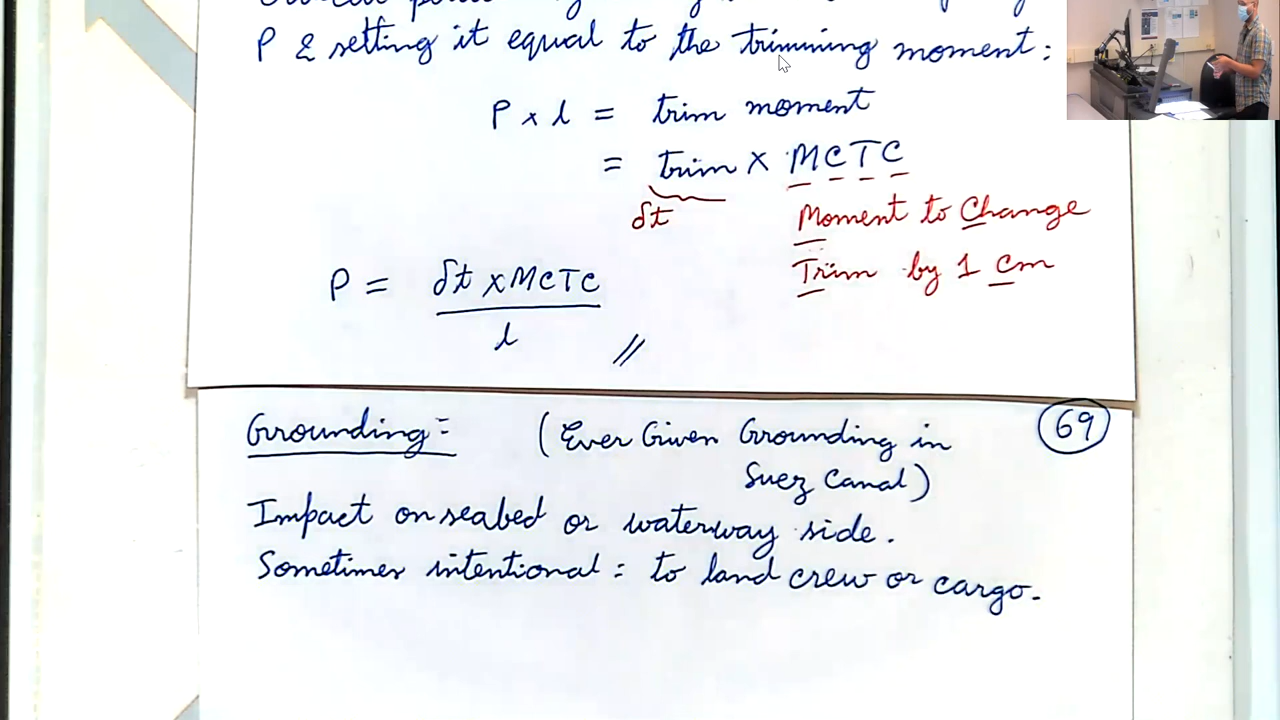 P & setting it equal to the trimming moment :
P x l = trim moment
= trim x MCTC
δt
Moment to Change
Trim by 1 cm
P = δt x MCTC
l
//
Grounding :-
(Ever Given Grounding in
Suez Canal)
69
Impact on seabed or waterway side.
Sometimes intentional : to land crew or cargo.